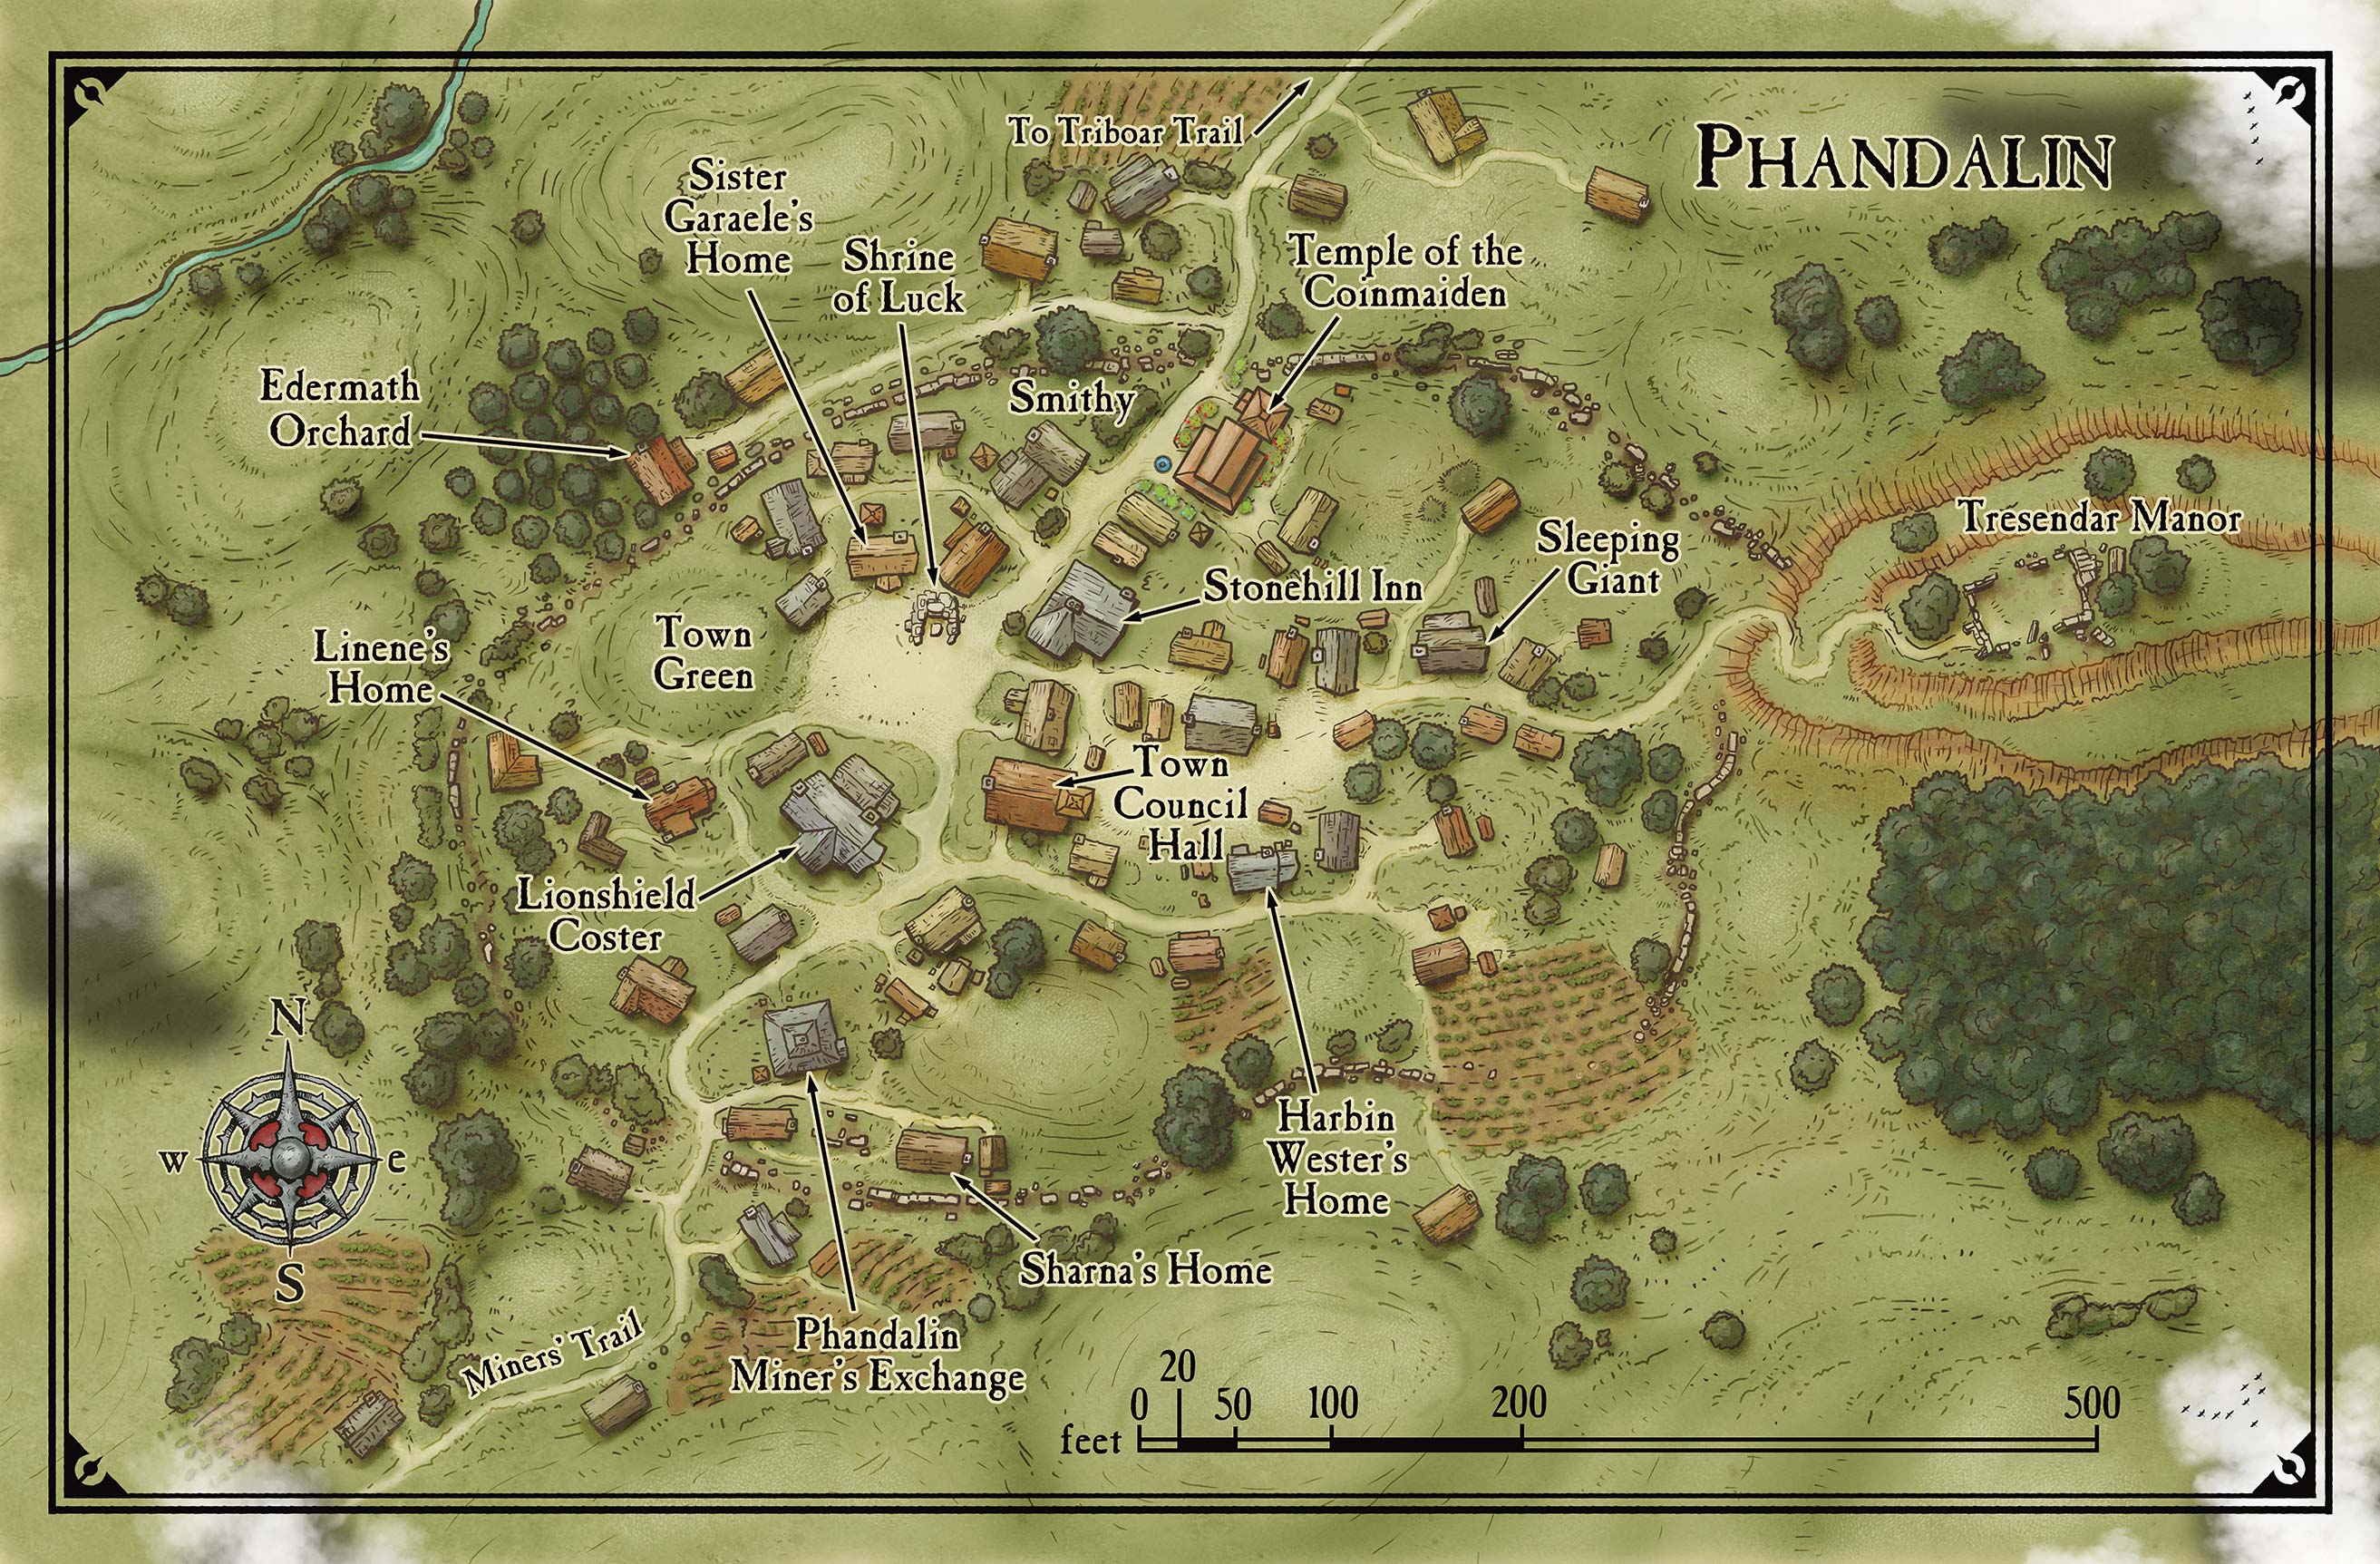 To Triboar Trail
PHANDALIN
Sister
Garaele's
Home
Shrine
of Luck
Temple of the
Coinmaiden
Edermath
Orchard
Smithy
Tresendar Manor
Sleeping
Giant
Stonehill Inn
Town
Green
Linene's
Home
Town
Council
Hall
Lionshield
Coster
N
W
e
S
Harbin
Wester's
Home
Sharna's Home
Phandalin
Miner's Exchange
Miners' Trail
20
0 50 100 200 500
feet